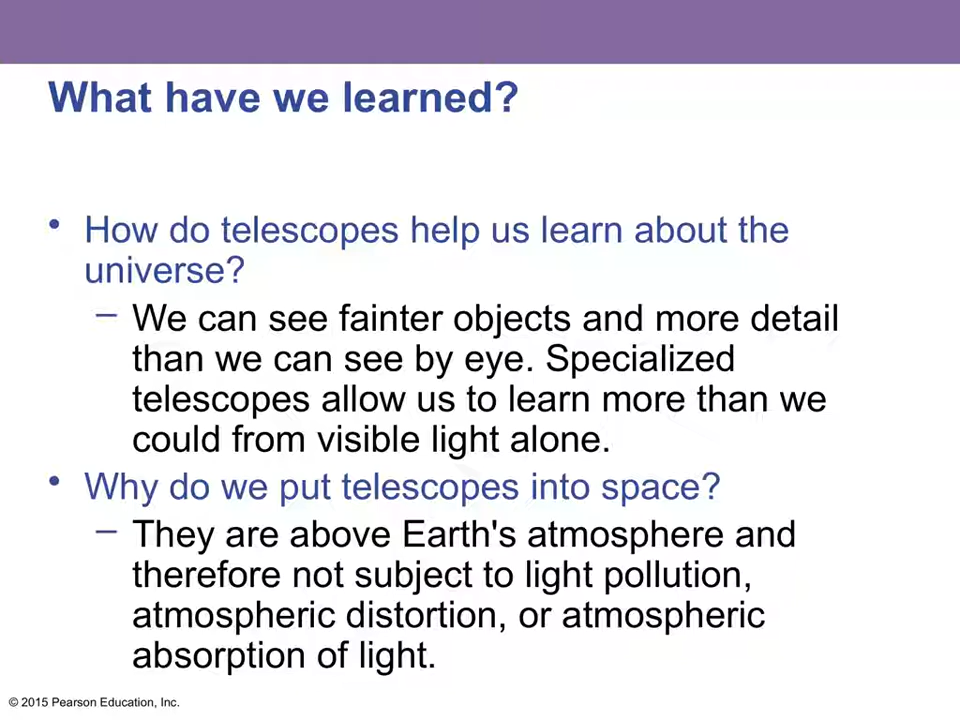 What have we learned?
• How do telescopes help us learn about the
universe?
– We can see fainter objects and more detail
than we can see by eye. Specialized
telescopes allow us to learn more than we
could from visible light alone.
• Why do we put telescopes into space?
– They are above Earth's atmosphere and
therefore not subject to light pollution,
atmospheric distortion, or atmospheric
absorption of light.
© 2015 Pearson Education, Inc.